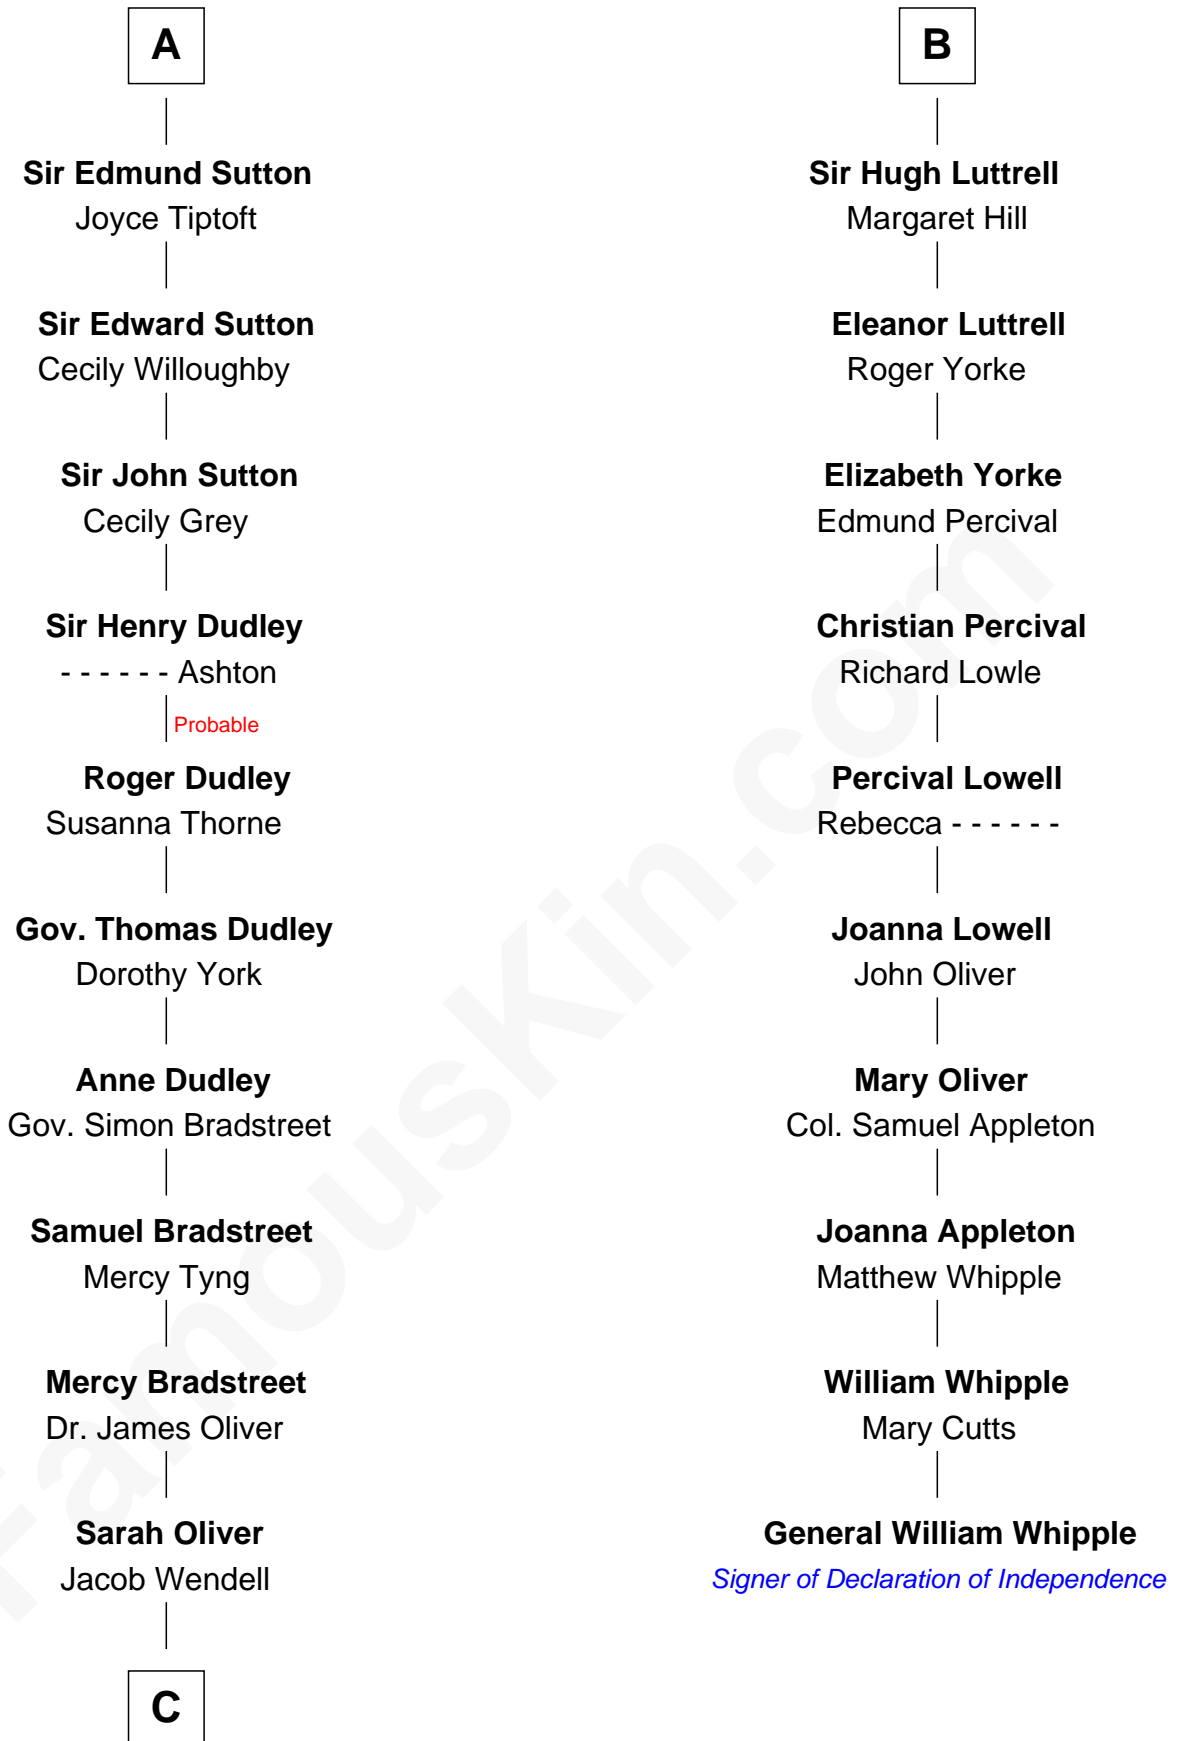 A
Sir Edmund Sutton
Joyce Tiptoft
Sir Edward Sutton
Cecily Willoughby
Sir John Sutton
Cecily Grey
Sir Henry Dudley
- - - - - - Ashton
Probable
Roger Dudley
Susanna Thorne
Gov. Thomas Dudley
Dorothy York
Anne Dudley
Gov. Simon Bradstreet
Samuel Bradstreet
Mercy Tyng
Mercy Bradstreet
Dr. James Oliver
Sarah Oliver
Jacob Wendell
C
B
Sir Hugh Luttrell
Margaret Hill
Eleanor Luttrell
Roger Yorke
Elizabeth Yorke
Edmund Percival
Christian Percival
Richard Lowle
Percival Lowell
Rebecca - - - - - -
Joanna Lowell
John Oliver
Mary Oliver
Col. Samuel Appleton
Joanna Appleton
Matthew Whipple
William Whipple
Mary Cutts
General William Whipple
Signer of Declaration of Independence
FamousKin.com